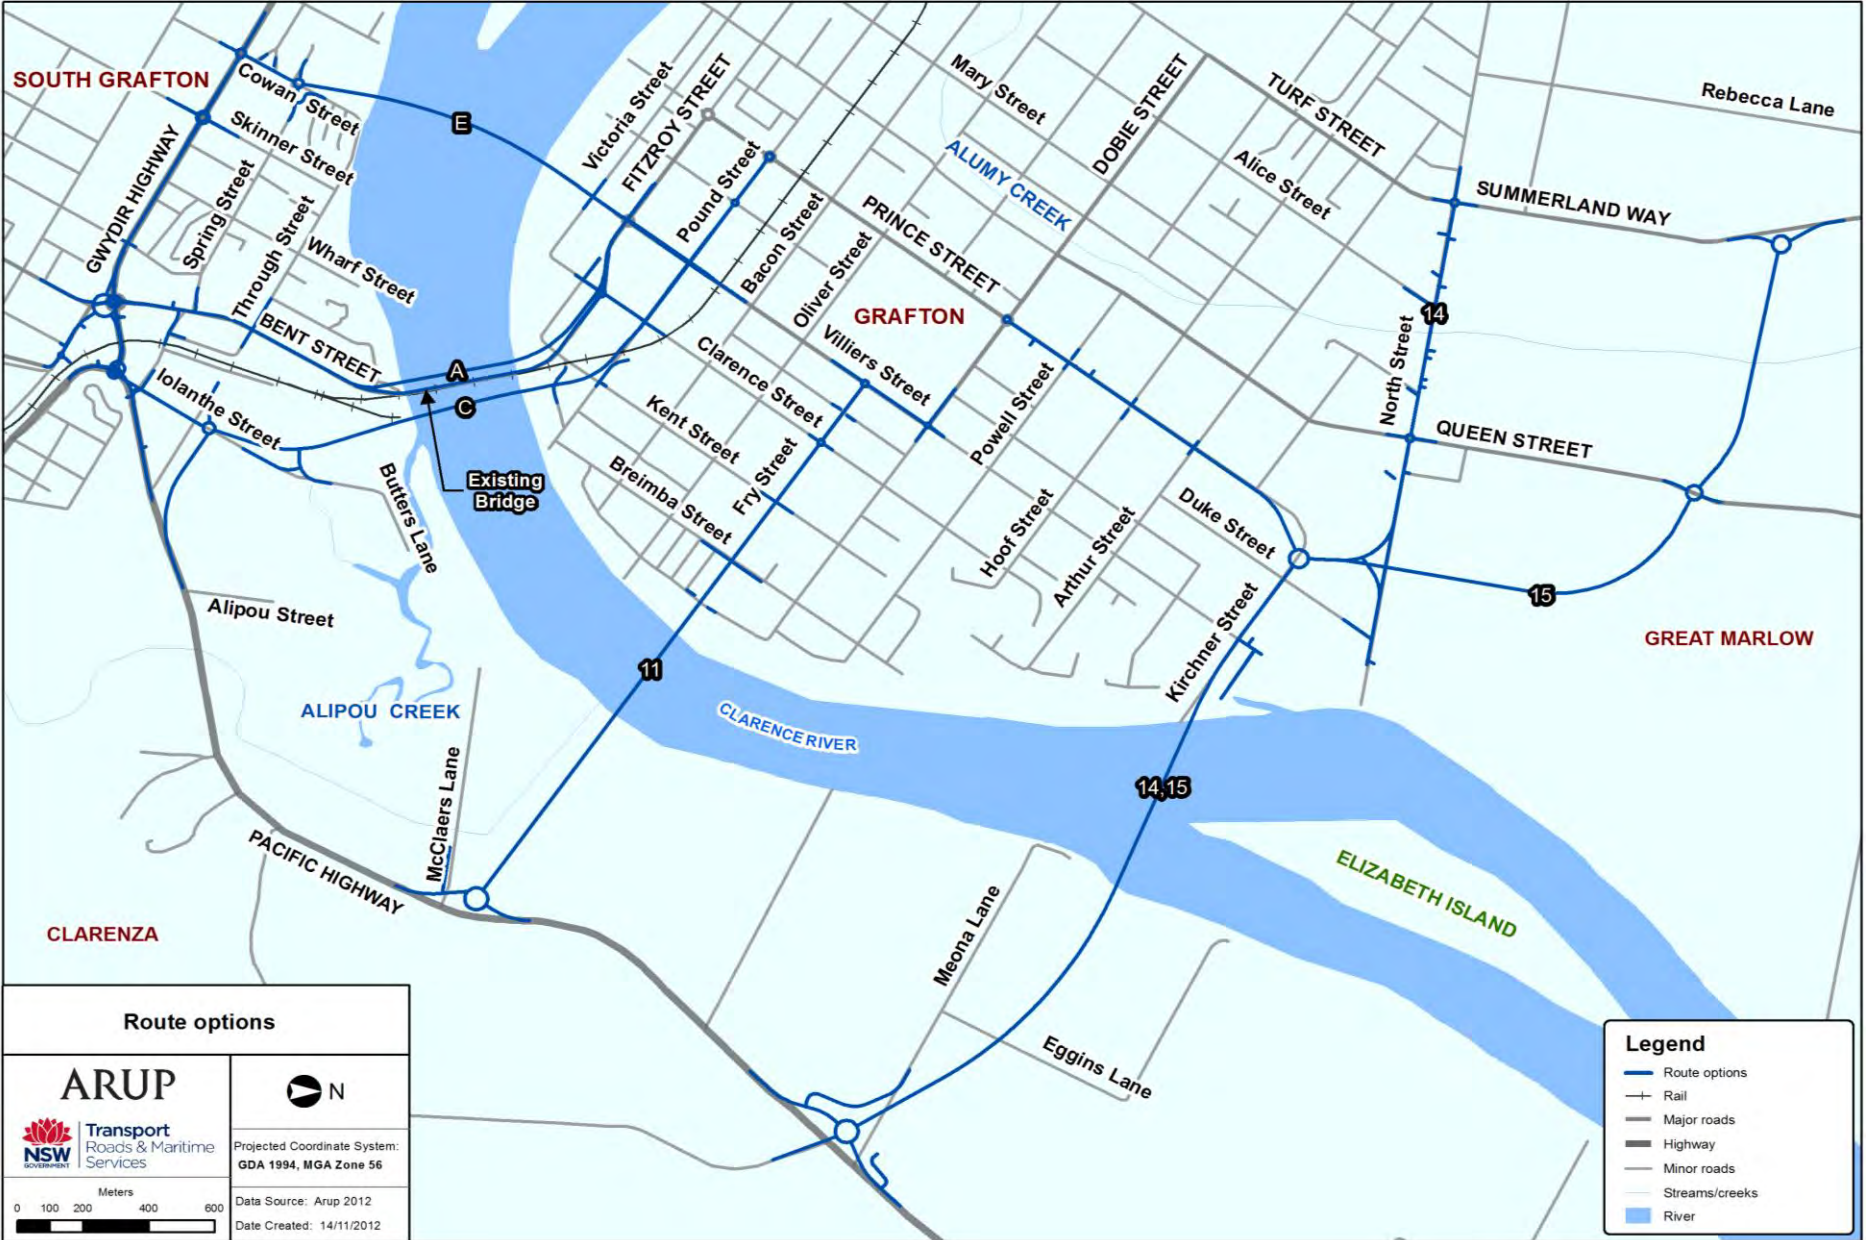 SOUTH GRAFTON
Cowan Street
Skinner Street
GWYDIR HIGHWAY
Spring Street
Through Street
Wharf Street
BENT STREET
Iolanthe Street
E
Victoria Street
FITZROY STREET
Pound Street
Bacon Street
Oliver Street
PRINCE STREET
Mary Street
ALUMY CREEK
DOBIE STREET
TURF STREET
Alice Street
Rebecca Lane
SUMMERLAND WAY
GRAFTON
Villiers Street
Clarence Street
Kent Street
Breimba Street
Fry Street
Powell Street
Hoof Street
Arthur Street
Duke Street
North Street
14
QUEEN STREET
Kirchner Street
15
GREAT MARLOW
A
C
Existing
Bridge
Butters Lane
Alipou Street
ALIPOU CREEK
11
CLARENCE RIVER
14,15
ELIZABETH ISLAND
McClaers Lane
PACIFIC HIGHWAY
CLARENZA
Meona Lane
Eggins Lane
Route options
ARUP
NSW
GOVERNMENT
Transport
Roads & Maritime
Services
N
Projected Coordinate System:
GDA 1994, MGA Zone 56
Meters
0 100 200 400 600
Data Source: Arup 2012
Date Created: 14/11/2012
Legend
Route options
Rail
Major roads
Highway
Minor roads
Streams/creeks
River